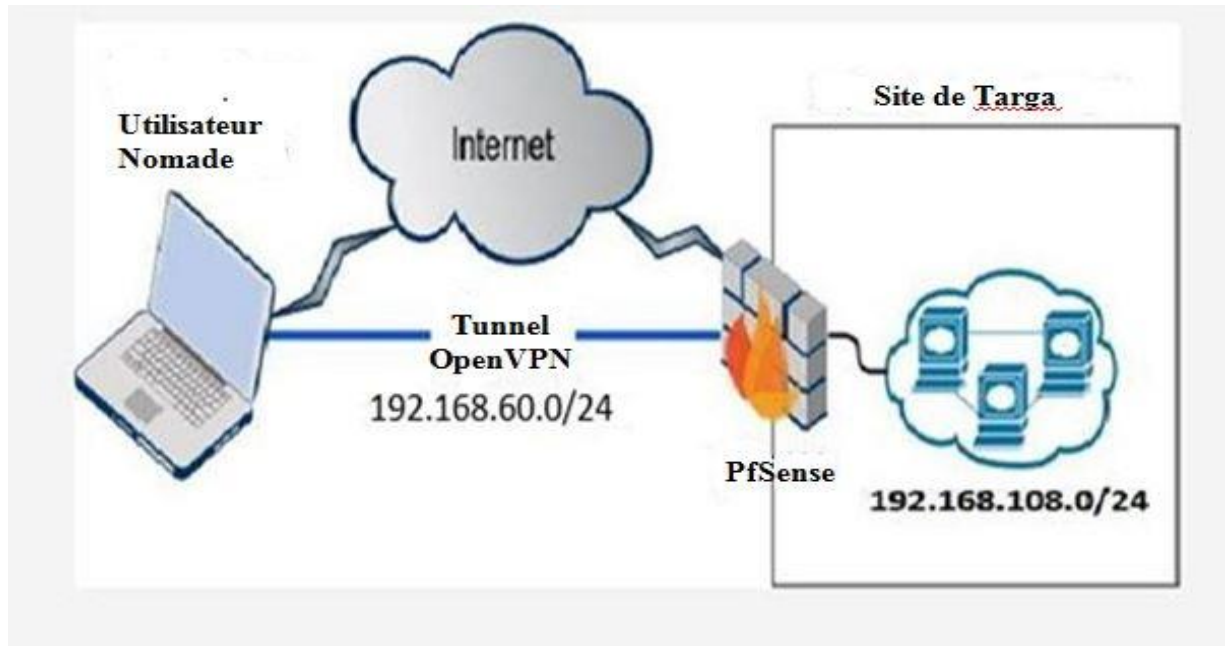 Utilisateur
Nomade
Internet
Site de Targa
Tunnel
OpenVPN
192.168.60.0/24
PfSense
192.168.108.0/24